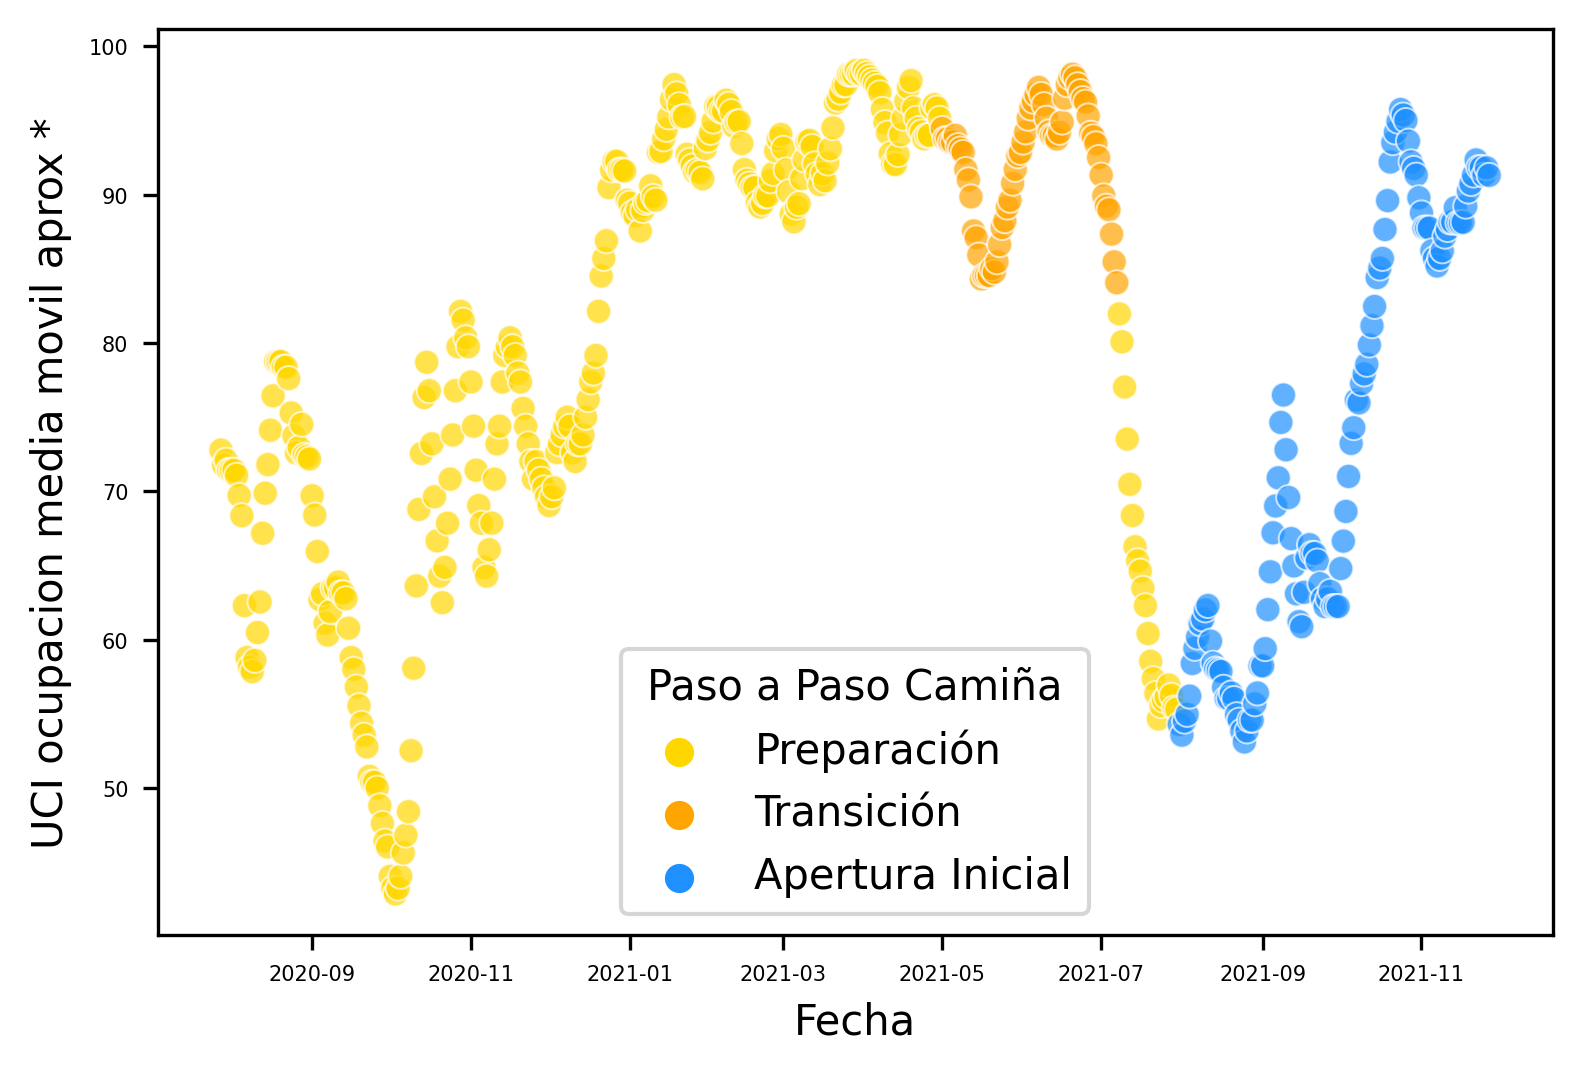 100
90
80
70
60
50
UCI ocupacion media movil aprox *
Paso a Paso Camiña
Preparación
Transición
Apertura Inicial
2020-09 2020-11 2021-01 2021-03 2021-05 2021-07 2021-09 2021-11
Fecha